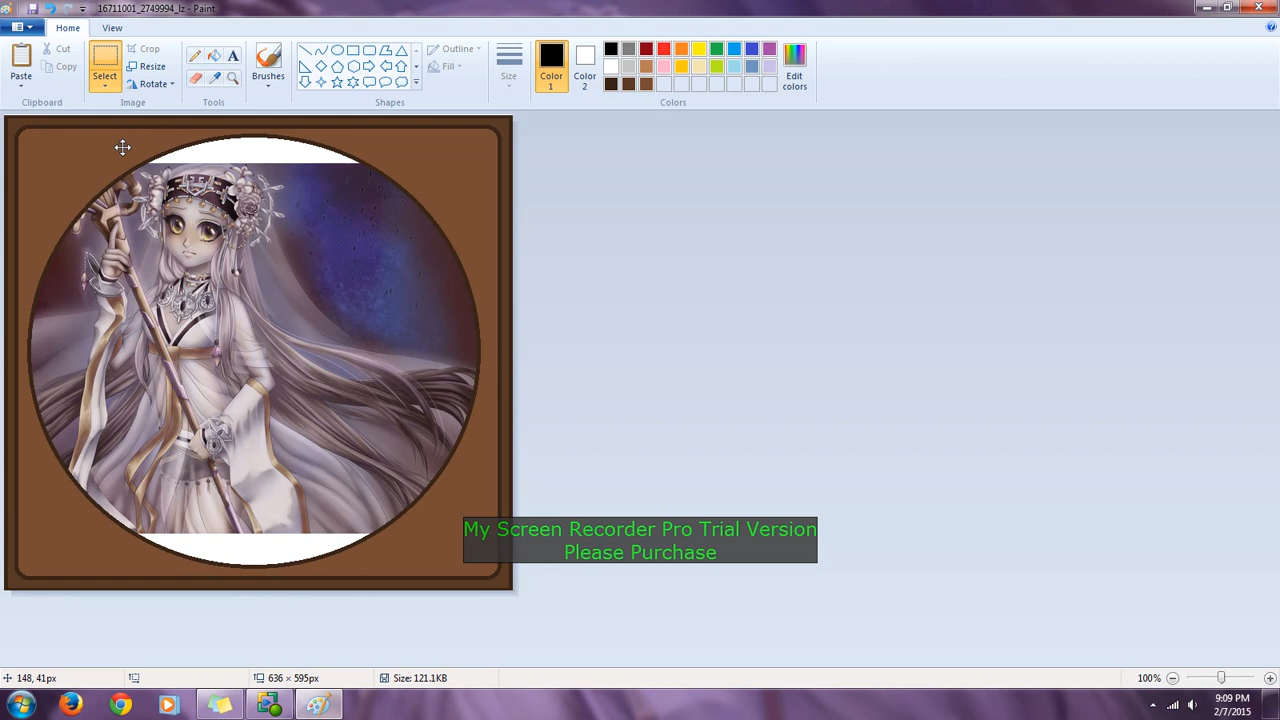 16711001_2749994_lz - Paint
Home
View
Paste
Cut
Copy
Clipboard
Select
Crop
Resize
Rotate
Image
Tools
Brushes
Shapes
Outline
Fill
Size
Color 1
Color 2
Edit colors
Colors
My Screen Recorder Pro Trial Version
Please Purchase
148, 41px
636 × 595px
Size: 121.1KB
100%
9:09 PM
2/7/2015